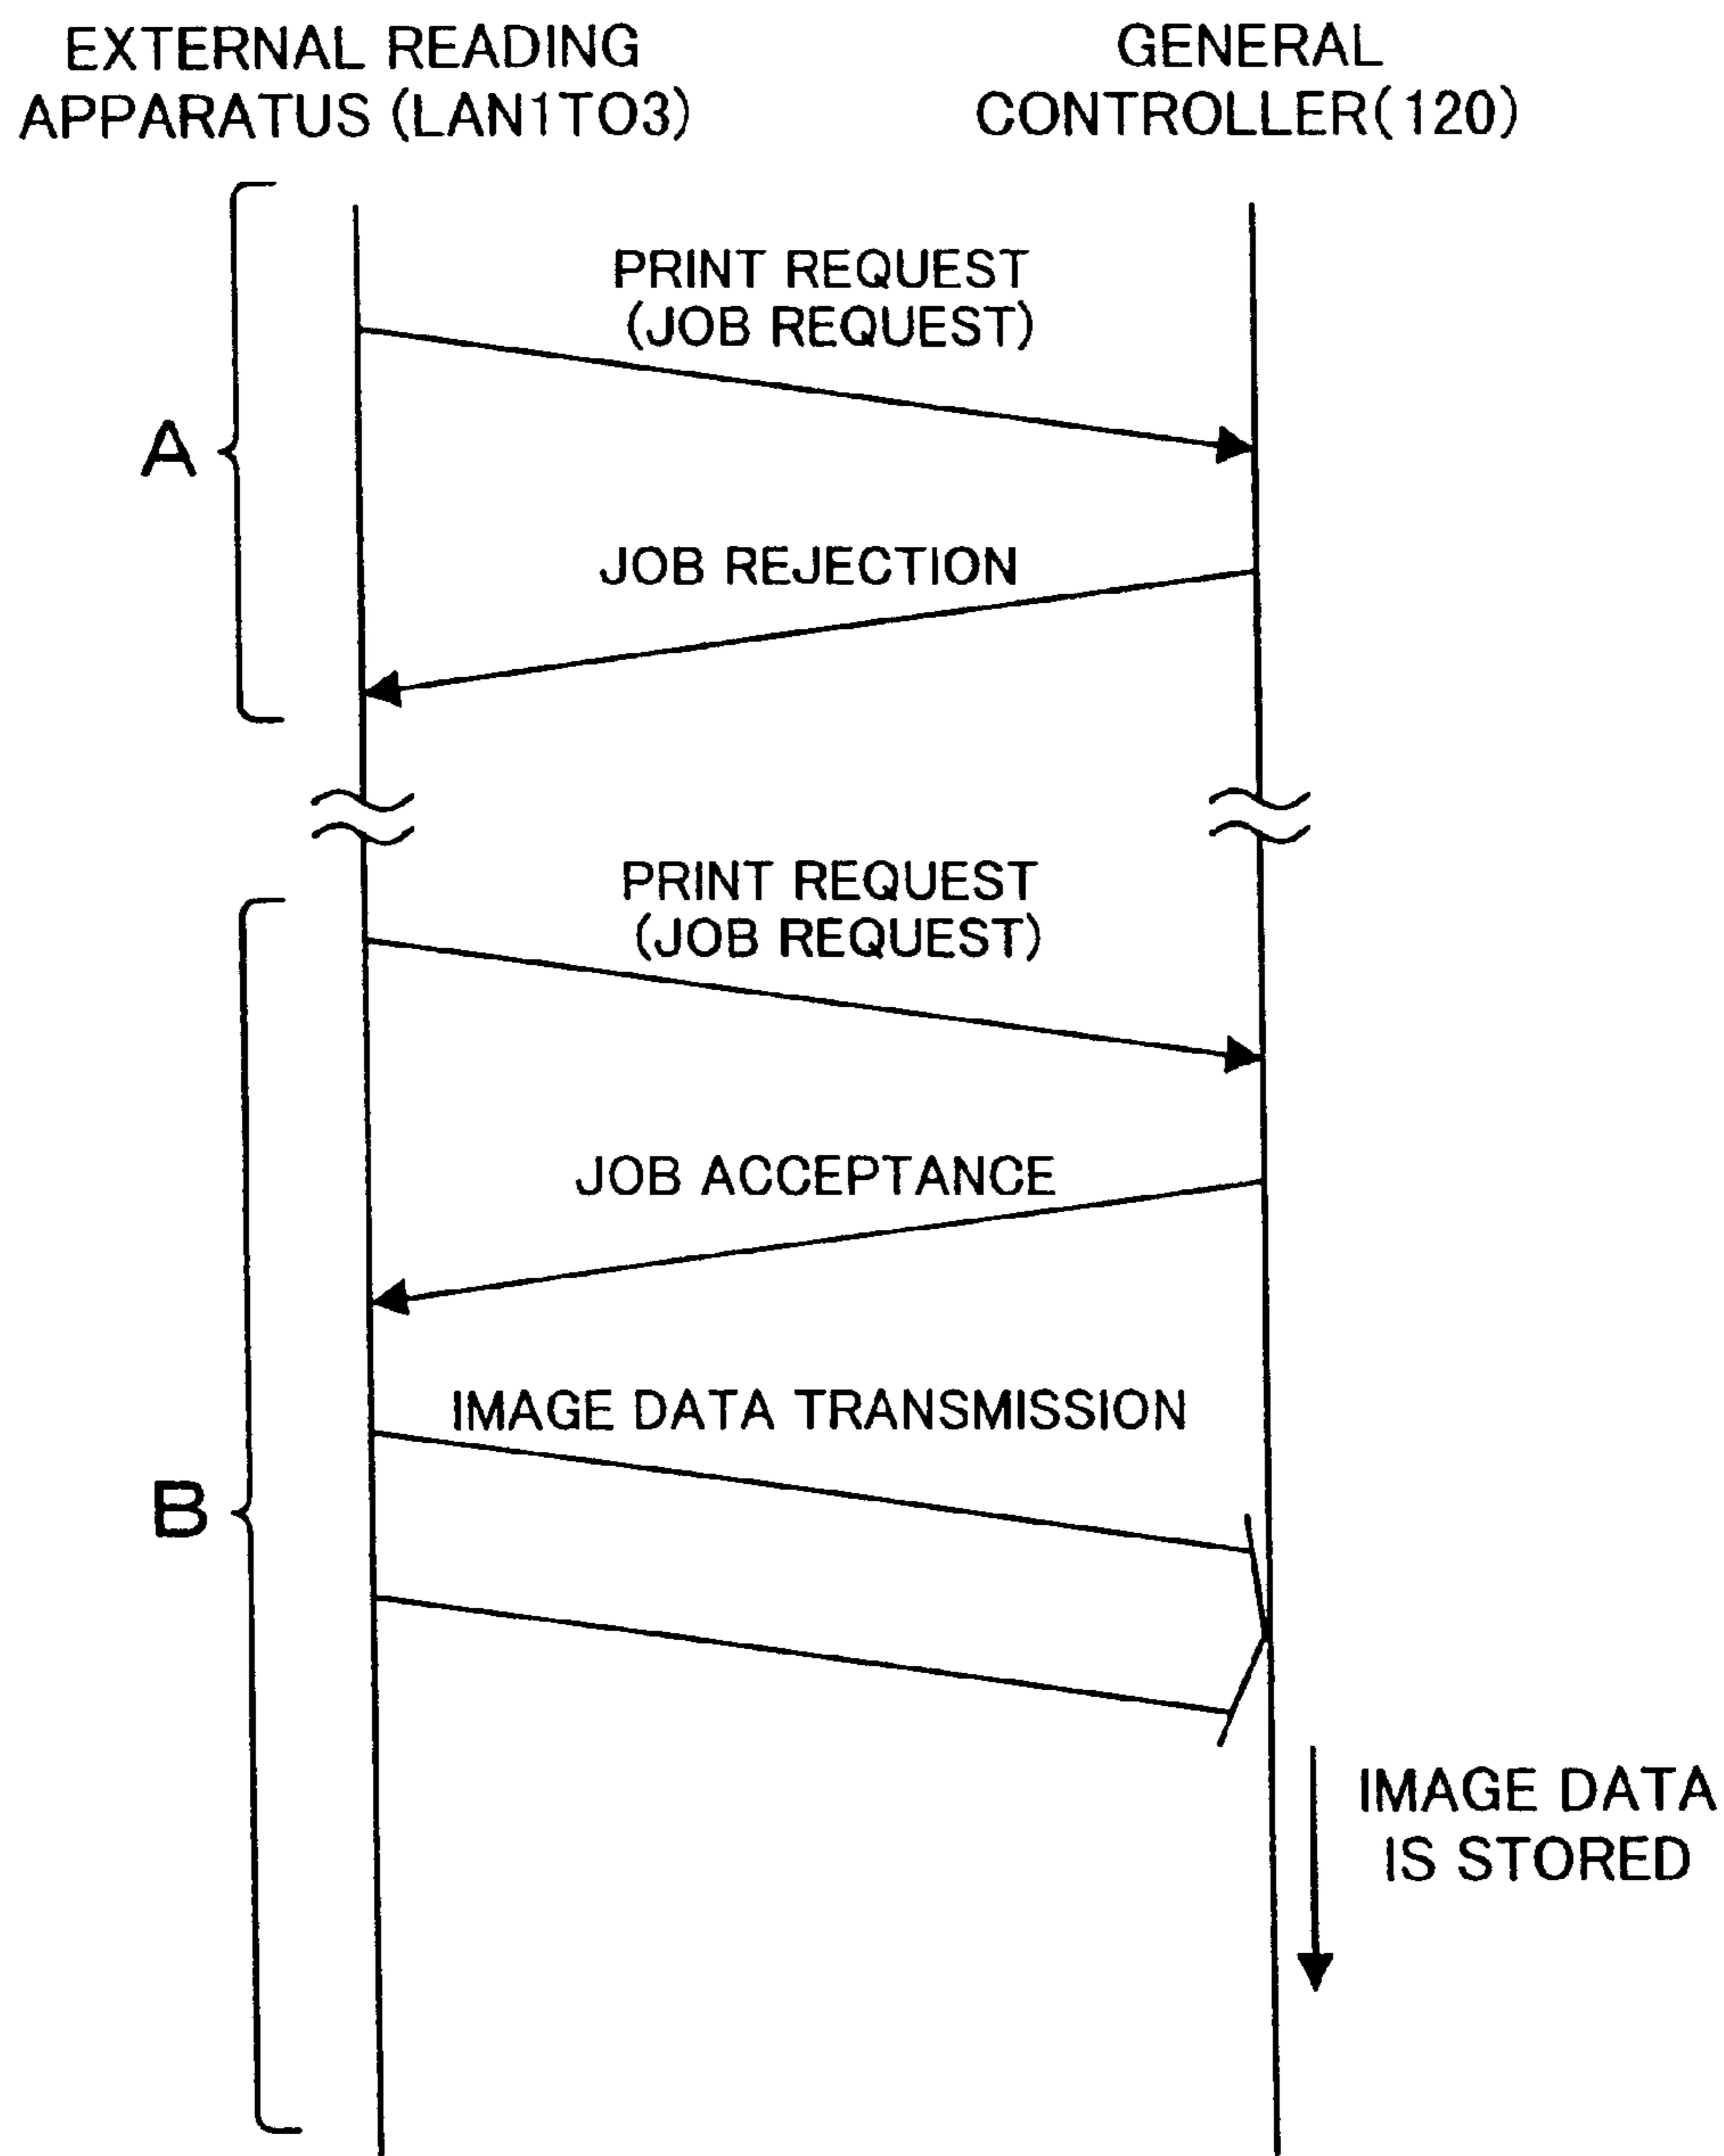 EXTERNAL READING
APPARATUS (LAN1TO3)
GENERAL
CONTROLLER(120)
PRINT REQUEST
(JOB REQUEST)
A
JOB REJECTION
PRINT REQUEST
(JOB REQUEST)
JOB ACCEPTANCE
IMAGE DATA TRANSMISSION
B
IMAGE DATA
IS STORED